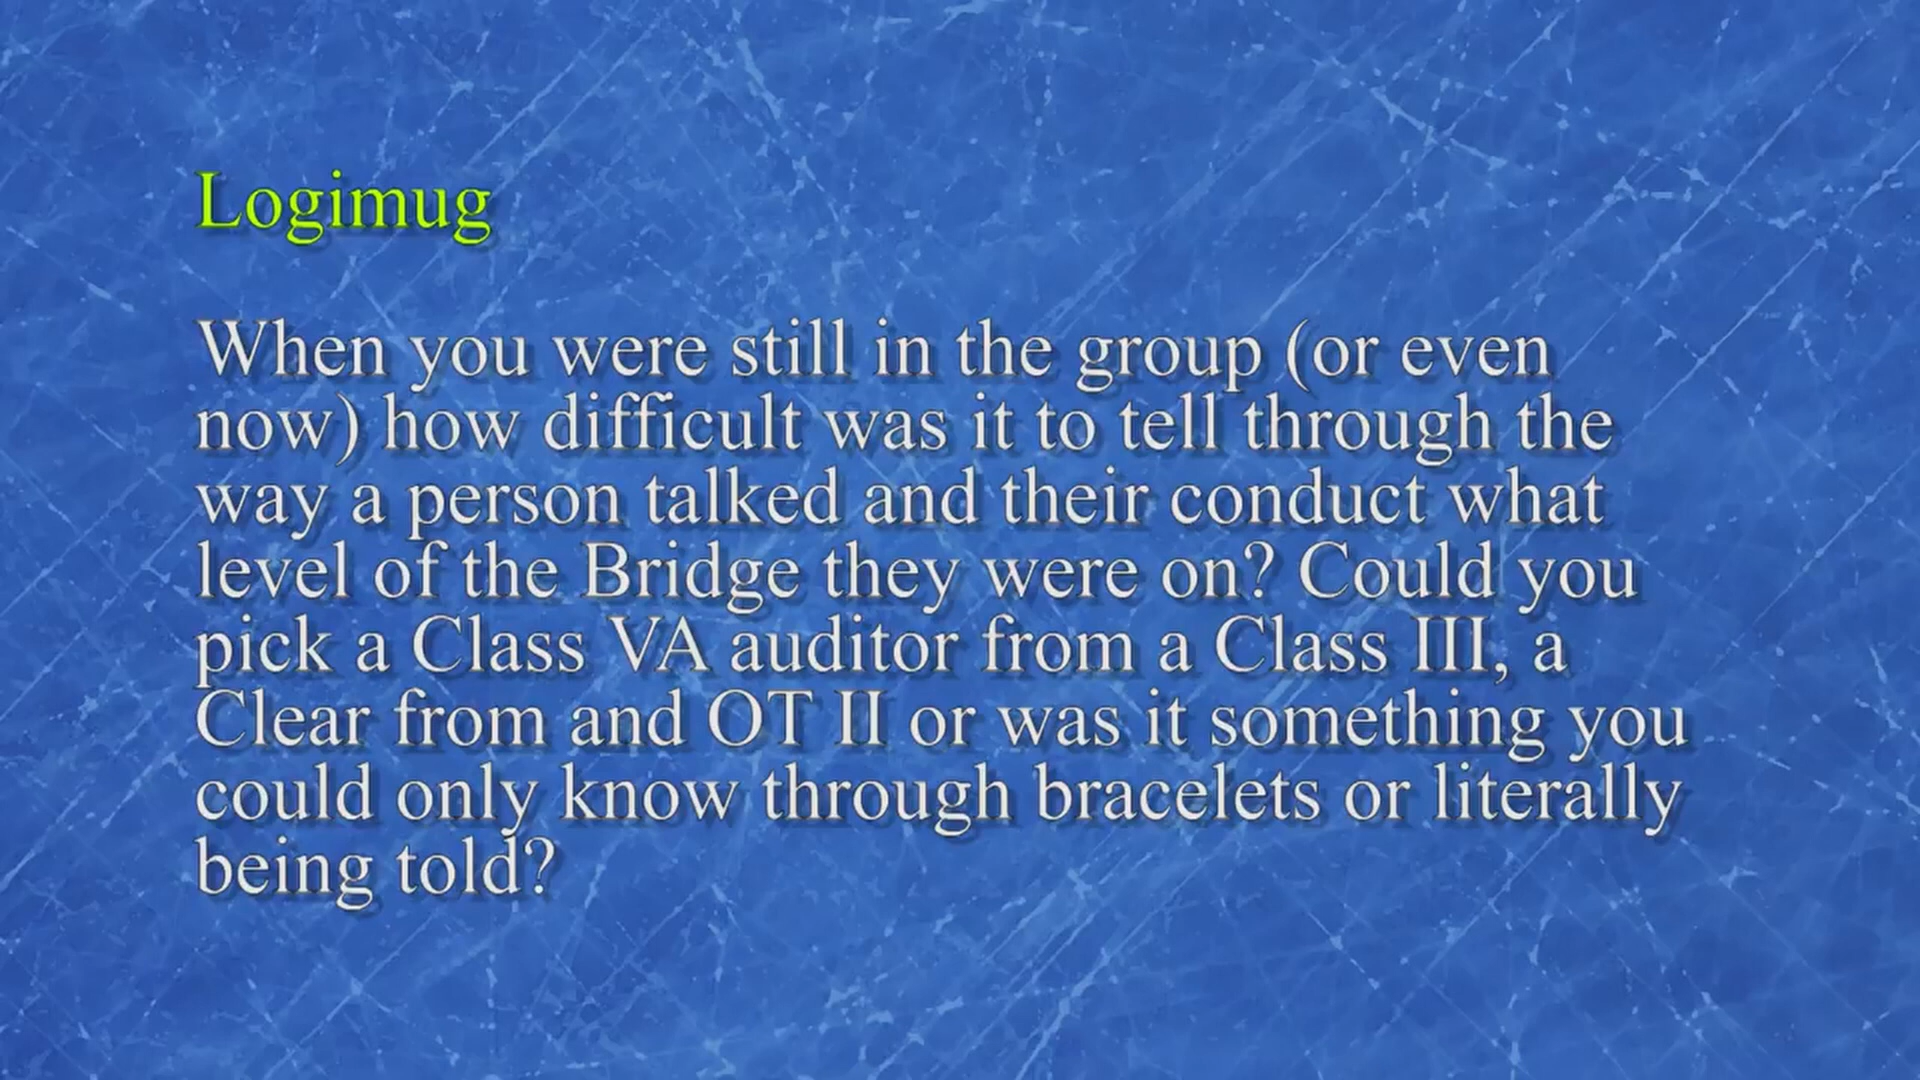 Logimug
When you were still in the group (or even
now) how difficult was it to tell through the
way a person talked and their conduct what
level of the Bridge they were on? Could you
pick a Class VA auditor from a Class III, a
Clear from and OT II or was it something you
could only know through bracelets or literally
being told?